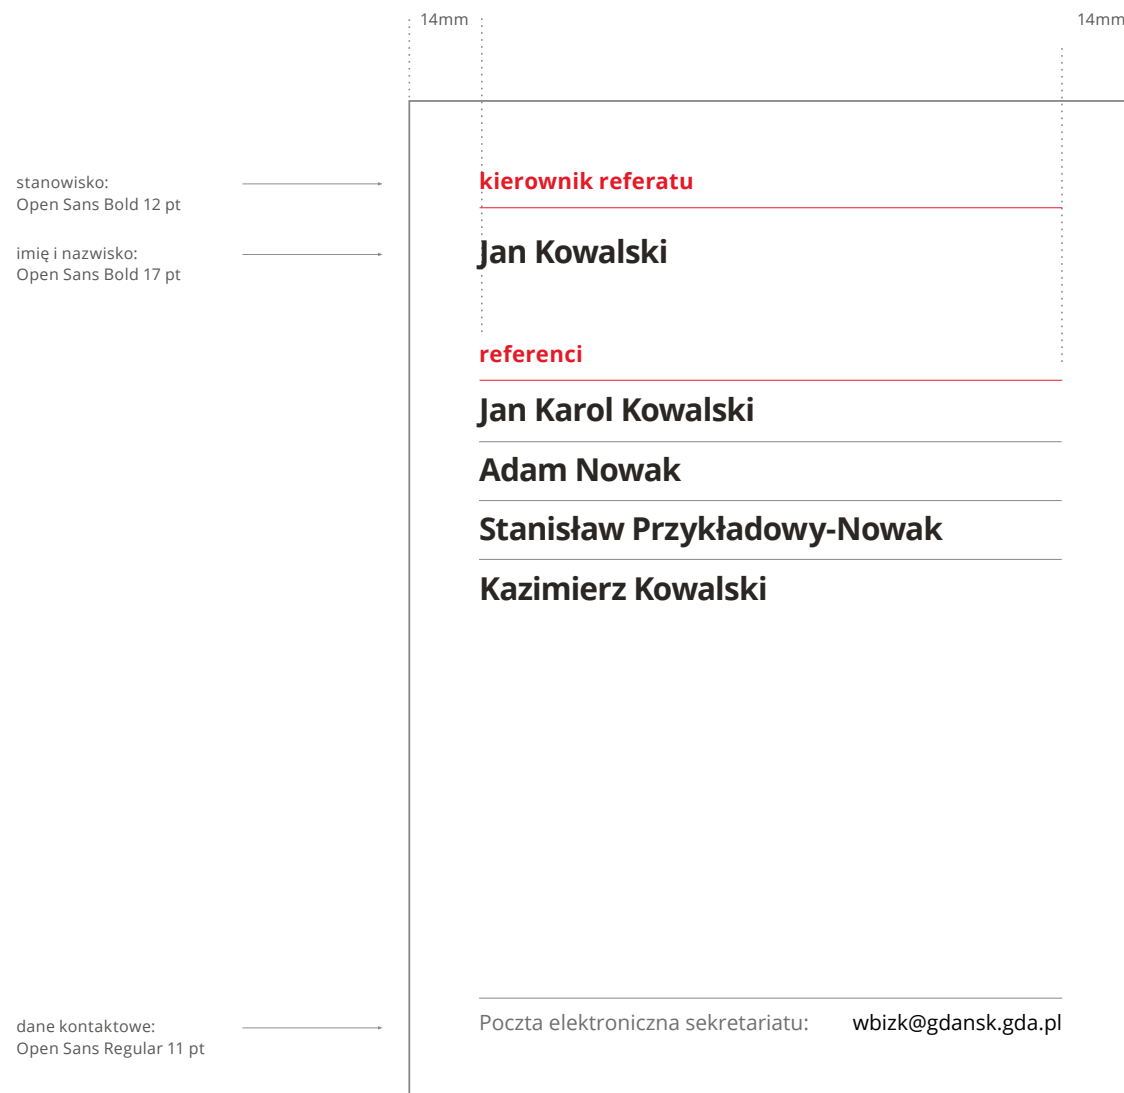 14mm
14mm
stanowisko:
Open Sans Bold 12 pt
kierownik referatu
imię i nazwisko:
Open Sans Bold 17 pt
Jan Kowalski
referenci
Jan Karol Kowalski
Adam Nowak
Stanisław Przykładowy-Nowak
Kazimierz Kowalski
dane kontaktowe:
Open Sans Regular 11 pt
Poczta elektroniczna sekretariatu: wbizk@gdansk.gda.pl